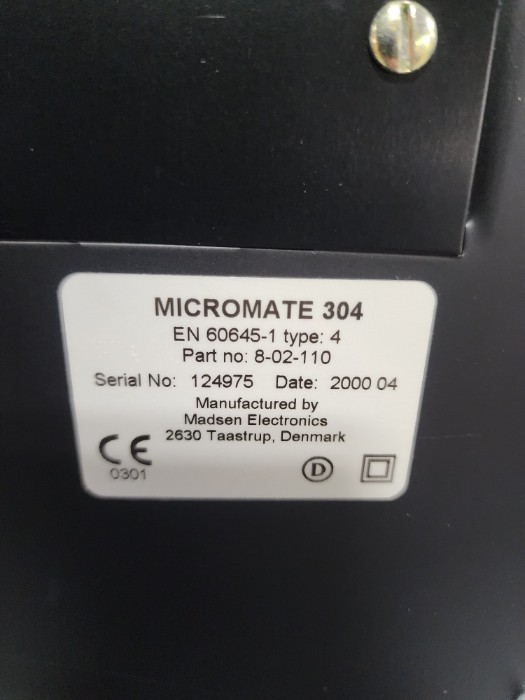 MICROMATE 304
EN 60645-1 type: 4
Part no: 8-02-110
Serial No: 124975 Date: 2000 04
Manufactured by
Madsen Electronics
2630 Taastrup, Denmark
CE
0301
D